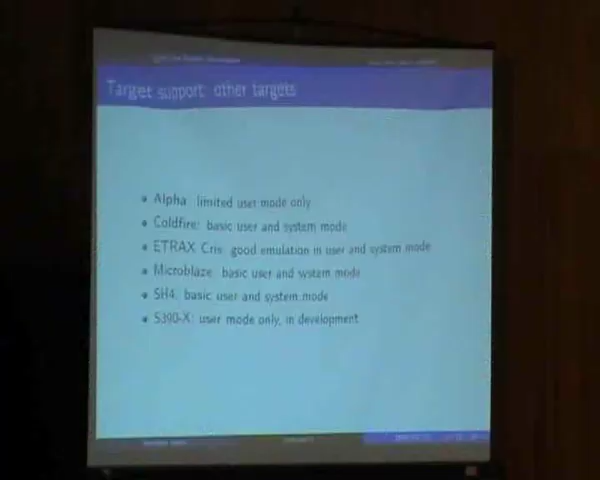 Target support: other targets
Alpha: limited user mode only
Coldfire: basic user and system mode
ETRAX Cris: good emulation in user and system mode
Microblaze: basic user and system mode
SH4: basic user and system mode
S390-X: user mode only, in development